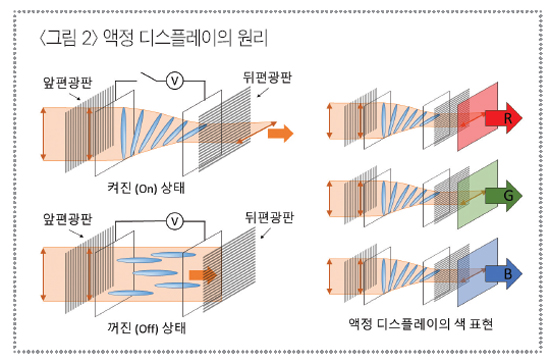 <그림 2> 액정 디스플레이의 원리
앞편광판
V
뒤편광판
켜진 (On) 상태
앞편광판
V
뒤편광판
꺼진 (Off) 상태
R
G
B
액정 디스플레이의 색 표현